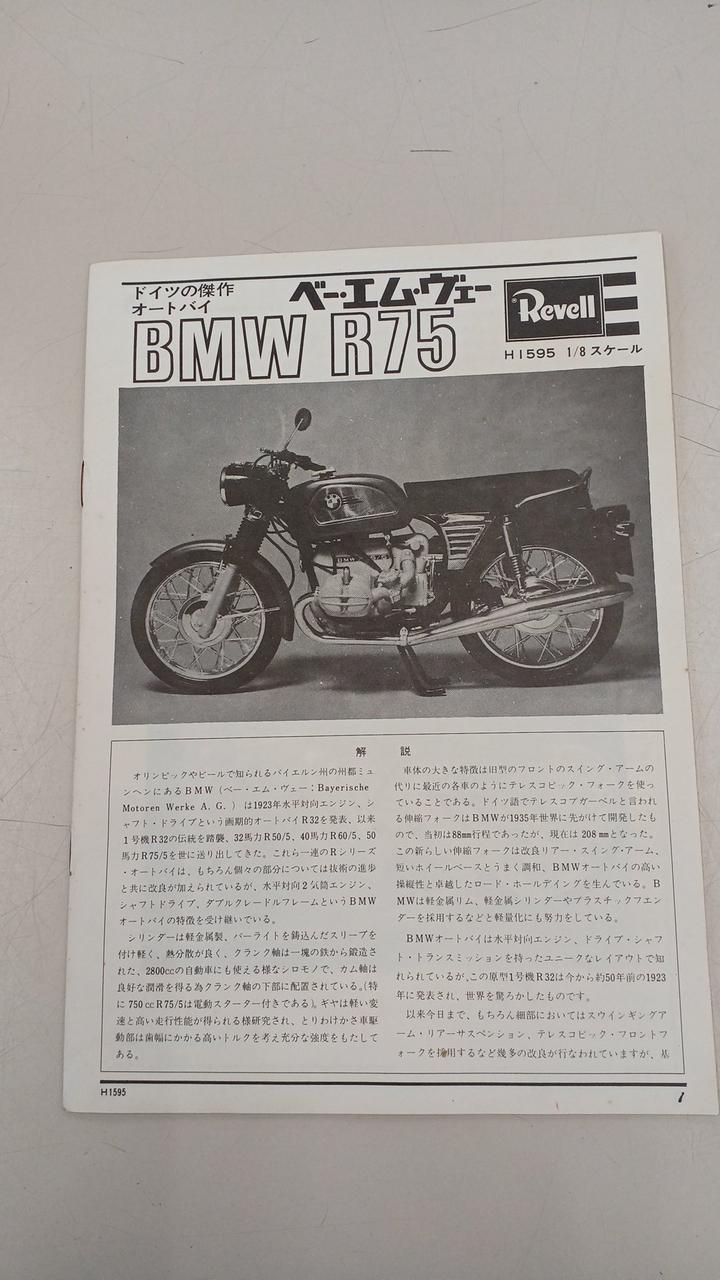 ドイツの傑作
オートバイ
ベー・エム・ヴェー
BMW R75
Revell
H1595 1/8 スケール
BMW
BMW 75/5
解 説
オリンピックやビールで知られるバイエルン州の州都ミュ
ンヘンにあるBMW (ベー・エム・ヴェー：Bayerische
Motoren Werke A. G. ) は1923年水平対向エンジン、シ
ャフト・ドライブという画期的オートバイR32を発表、以来
1号機R32の伝統を踏襲、32馬力R50/5、40馬力R60/5、50
馬力R75/5を世に送り出してきた。これら一連のRシリーズ
・オートバイは、もちろん個々の部分については技術の進歩
と共に改良が加えられているが、水平対向2気筒エンジン、
シャフトドライブ、ダブルクレードルフレームというBMW
オートバイの特徴を受け継いでいる。
シリンダーは軽金属製、パーライトを鋳込んだスリーブを
付け軽く、熱分散が良く、クランク軸は一塊の鉄から鍛造さ
れた、2800ccの自動車にも使える様なシロモノで、カム軸は
良好な潤滑を得る為クランク軸の下部に配置されている。(特
に 750 cc R75/5は電動スターター付きである)。ギヤは軽い変
速と高い走行性能が得られる様研究され、とりわけかさ車駆
動部は歯幅にかかる高いトルクを考え充分な強度をもたして
ある。
車体の大きな特徴は旧型のフロントのスイング・アームの
代りに最近の各車のようにテレスコピック・フォークを使っ
ていることである。ドイツ語でテレスコプガーベルと言われ
る伸縮フォークはBMWが1935年世界に先がけて開発したも
ので、当初は88mm行程であったが、現在は 208 mmとなった。
この新らしい伸縮フォークは改良リアー・スイング・アーム、
短いホイールベースとうまく調和、BMWオートバイの高い
操縦性と卓越したロード・ホールデイングを生んでいる。B
MWは軽金属リム、軽金属シリンダーやプラスチックフエン
ダーを採用するなどと軽量化にも努力をしている。
BMWオートバイは水平対向エンジン、ドライブ・シャフ
ト・トランスミッションを持ったユニークなレイアウトで知
れられているが、この原型1号機R32は今から約50年前の1923
年に発表され、世界を驚ろかしたものです。
以来今日まで、もちろん細部においてはスウインギングア
ーム・リアーサスペンション、テレスコピック・フロントフ
ォークを採用するなど幾多の改良が行なわれていますが、基
H1595
1